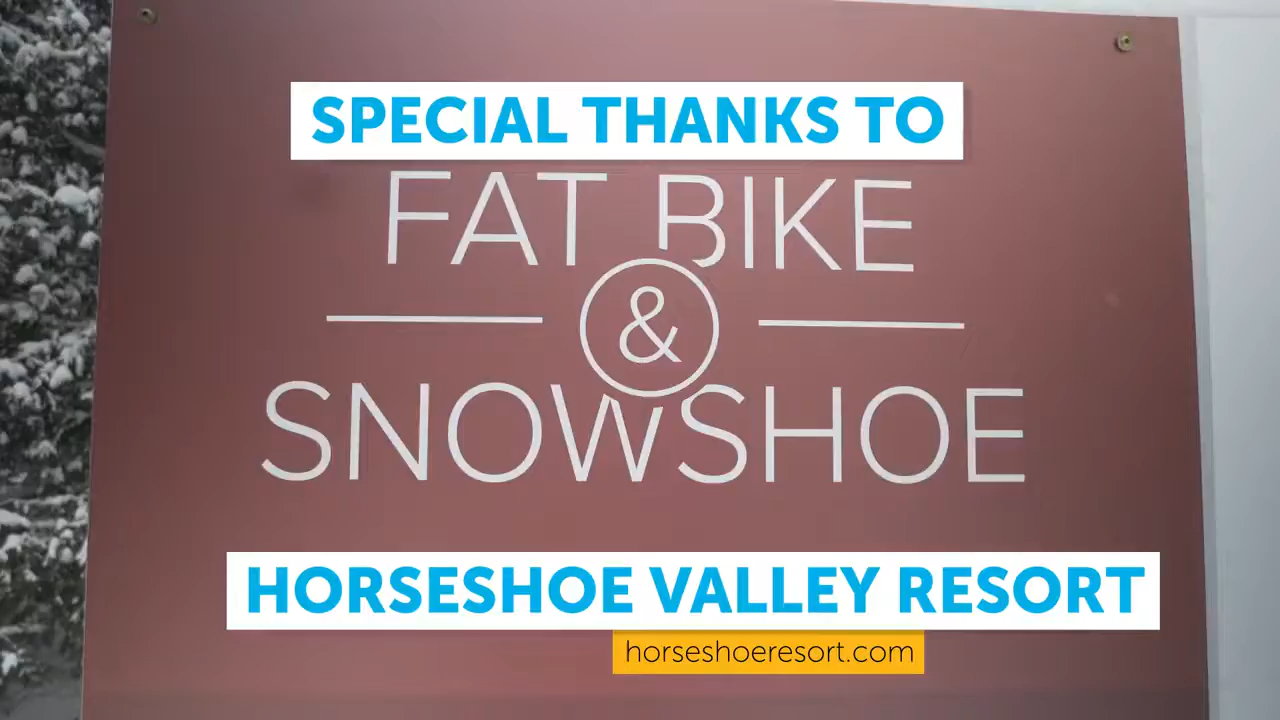 SPECIAL THANKS TO
FAT BIKE
&
SNOWSHOE
HORSESHOE VALLEY RESORT
horseshoeresort.com